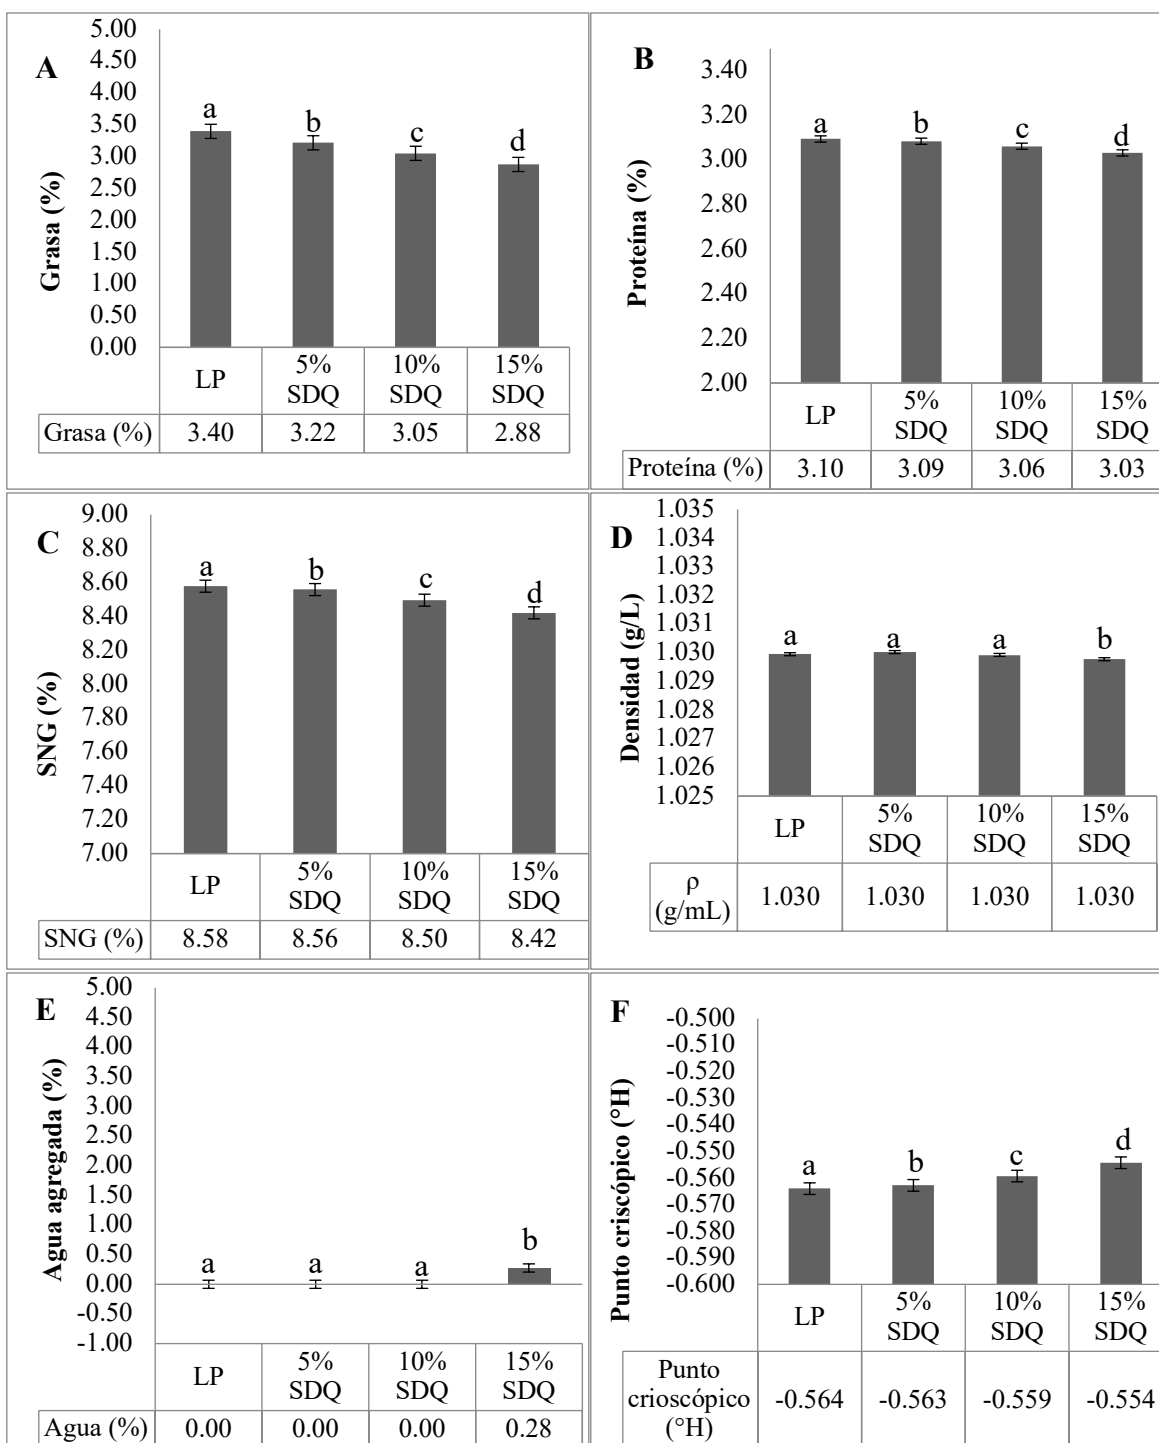 A
Grasa (%)
5.00
4.50
4.00
3.50
3.00
2.50
2.00
1.50
1.00
0.50
0.00
a b c d
LP 5% SDQ 10% SDQ 15% SDQ
Grasa (%) 3.40 3.22 3.05 2.88
B
Proteína (%)
3.40
3.20
3.00
2.80
2.60
2.40
2.20
2.00
a b c d
LP 5% SDQ 10% SDQ 15% SDQ
Proteína (%) 3.10 3.09 3.06 3.03
C
SNG (%)
9.00
8.80
8.60
8.40
8.20
8.00
7.80
7.60
7.40
7.20
7.00
a b c d
LP 5% SDQ 10% SDQ 15% SDQ
SNG (%) 8.58 8.56 8.50 8.42
D
Densidad (g/L)
1.035
1.034
1.033
1.032
1.031
1.030
1.029
1.028
1.027
1.026
1.025
a a a b
LP 5% SDQ 10% SDQ 15% SDQ
ρ (g/mL) 1.030 1.030 1.030 1.030
E
Agua agregada (%)
5.00
4.50
4.00
3.50
3.00
2.50
2.00
1.50
1.00
0.50
0.00
-0.50
-1.00
a a a b
LP 5% SDQ 10% SDQ 15% SDQ
Agua (%) 0.00 0.00 0.00 0.28
F
Punto criscópico (°H)
-0.500
-0.510
-0.520
-0.530
-0.540
-0.550
-0.560
-0.570
-0.580
-0.590
-0.600
a b c d
LP 5% SDQ 10% SDQ 15% SDQ
Punto crioscópico (°H) -0.564 -0.563 -0.559 -0.554